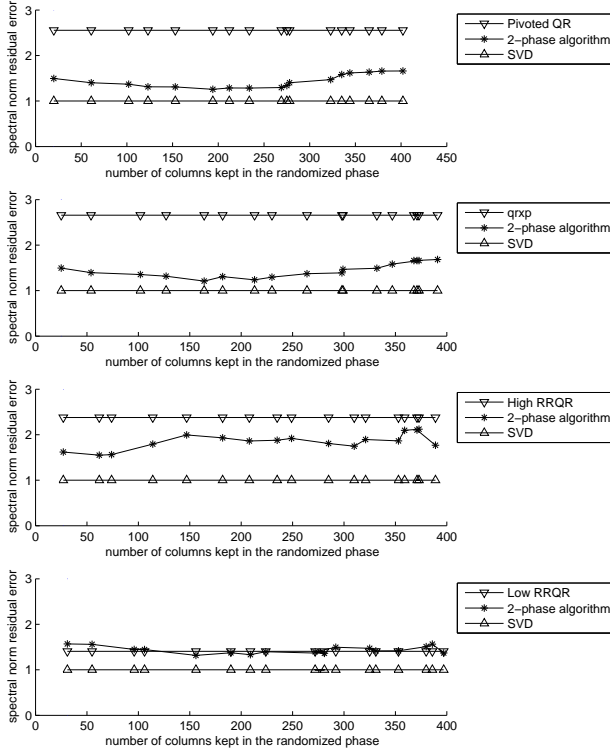 3
2
1
0
spectral norm residual error
0 50 100 150 200 250 300 350 400 450
number of columns kept in the randomized phase
Pivoted QR
2−phase algorithm
SVD
3
2
1
0
spectral norm residual error
0 50 100 150 200 250 300 350 400
number of columns kept in the randomized phase
qrxp
2−phase algorithm
SVD
3
2
1
0
spectral norm residual error
0 50 100 150 200 250 300 350 400
number of columns kept in the randomized phase
High RRQR
2−phase algorithm
SVD
3
2
1
0
spectral norm residual error
0 50 100 150 200 250 300 350 400
number of columns kept in the randomized phase
Low RRQR
2−phase algorithm
SVD